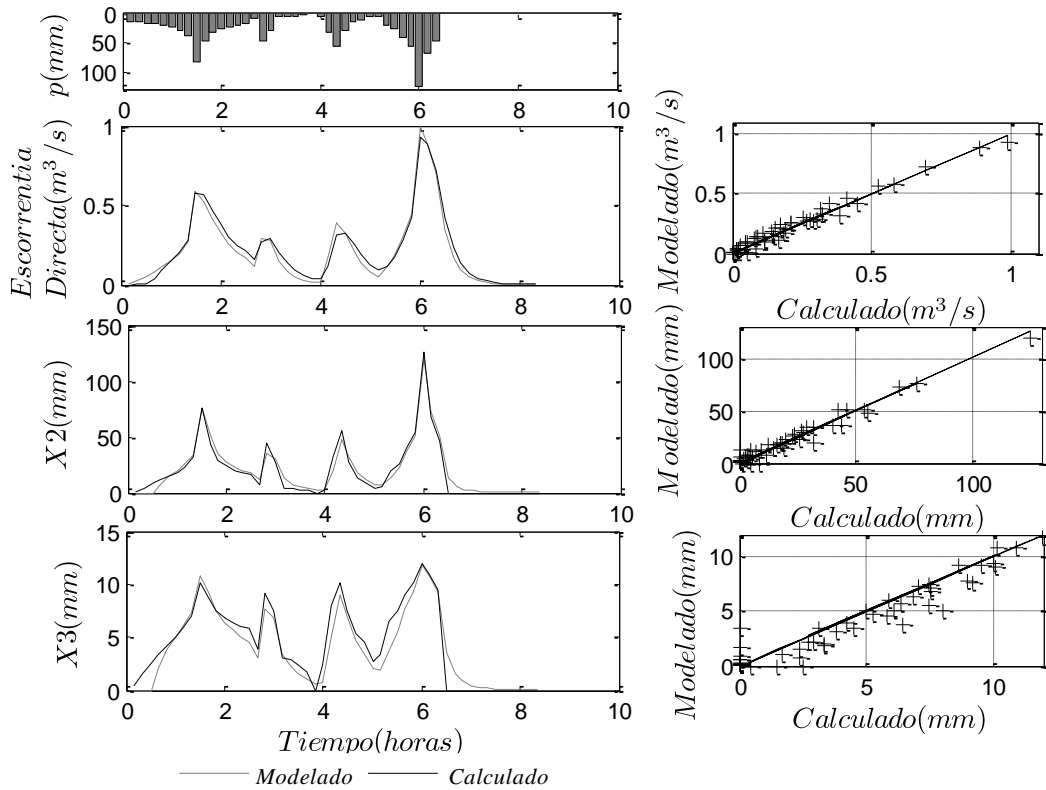 p(mm)
0
50
100
0 2 4 6 8 10
Escorrentia
Directa(m³/s)
1
0.5
0
0 2 4 6 8 10
X2(mm)
150
100
50
0
0 2 4 6 8 10
X3(mm)
15
10
5
0
0 2 4 6 8 10
Tiempo(horas)
Modelado Calculado
Modelado(m³/s)
1
0.5
0
0 0.5 1
Calculado(m³/s)
Modelado(mm)
100
50
0
0 50 100
Calculado(mm)
Modelado(mm)
10
5
0
0 5 10
Calculado(mm)